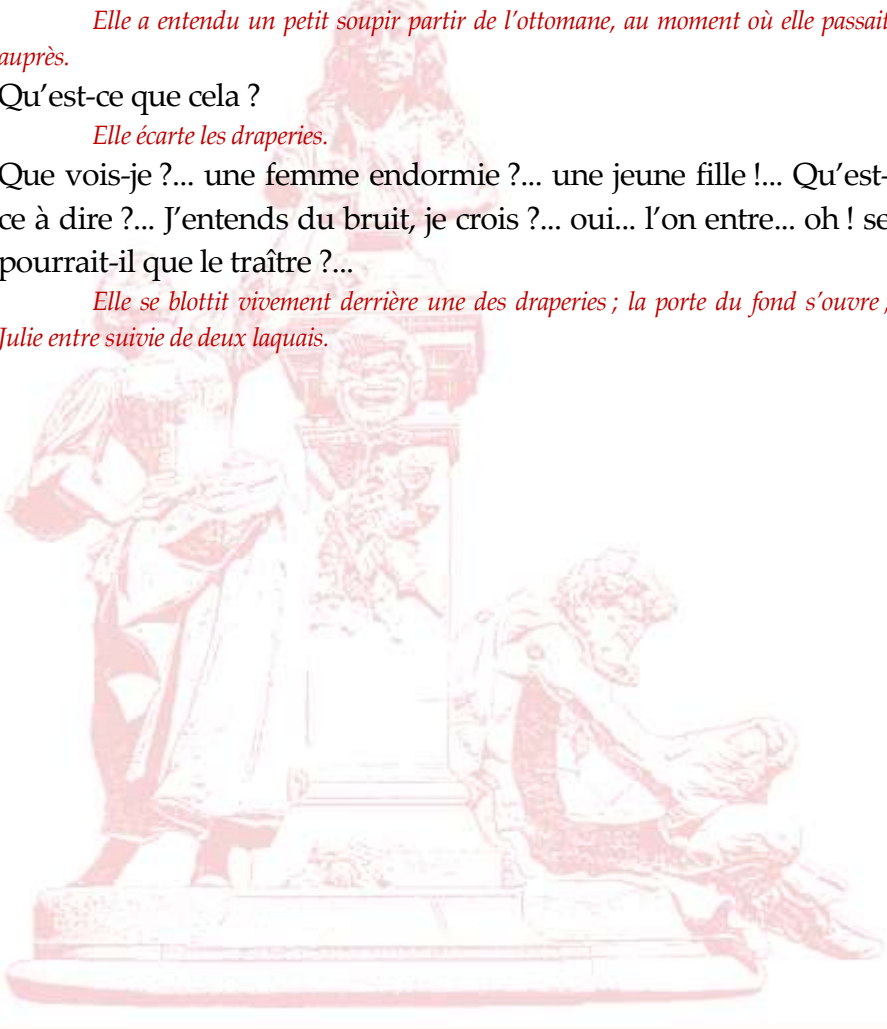 Elle a entendu un petit soupir partir de l’ottomane, au moment où elle passait
auprès.
Qu’est-ce que cela ?
Elle écarte les draperies.
Que vois-je ?... une femme endormie ?... une jeune fille !... Qu’est-
ce à dire ?... J’entends du bruit, je crois ?... oui... l’on entre... oh ! se
pourrait-il que le traître ?...
Elle se blottit vivement derrière une des draperies ; la porte du fond s’ouvre ,
Julie entre suivie de deux laquais.